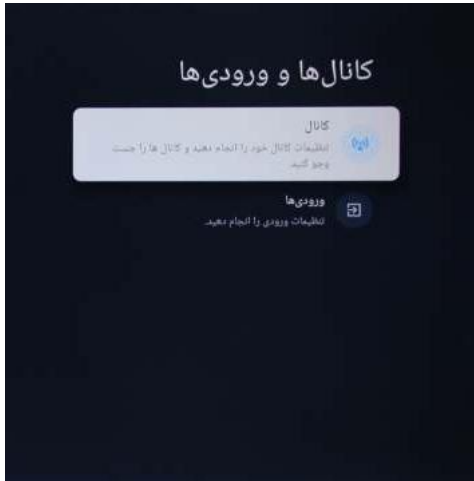 کانال‌ها و ورودی‌ها
کانال
تنظیمات کانال خود را انجام دهید و کانال ها را جست
وجو کنید.
ورودی‌ها
تنظیمات ورودی را انجام دهید.